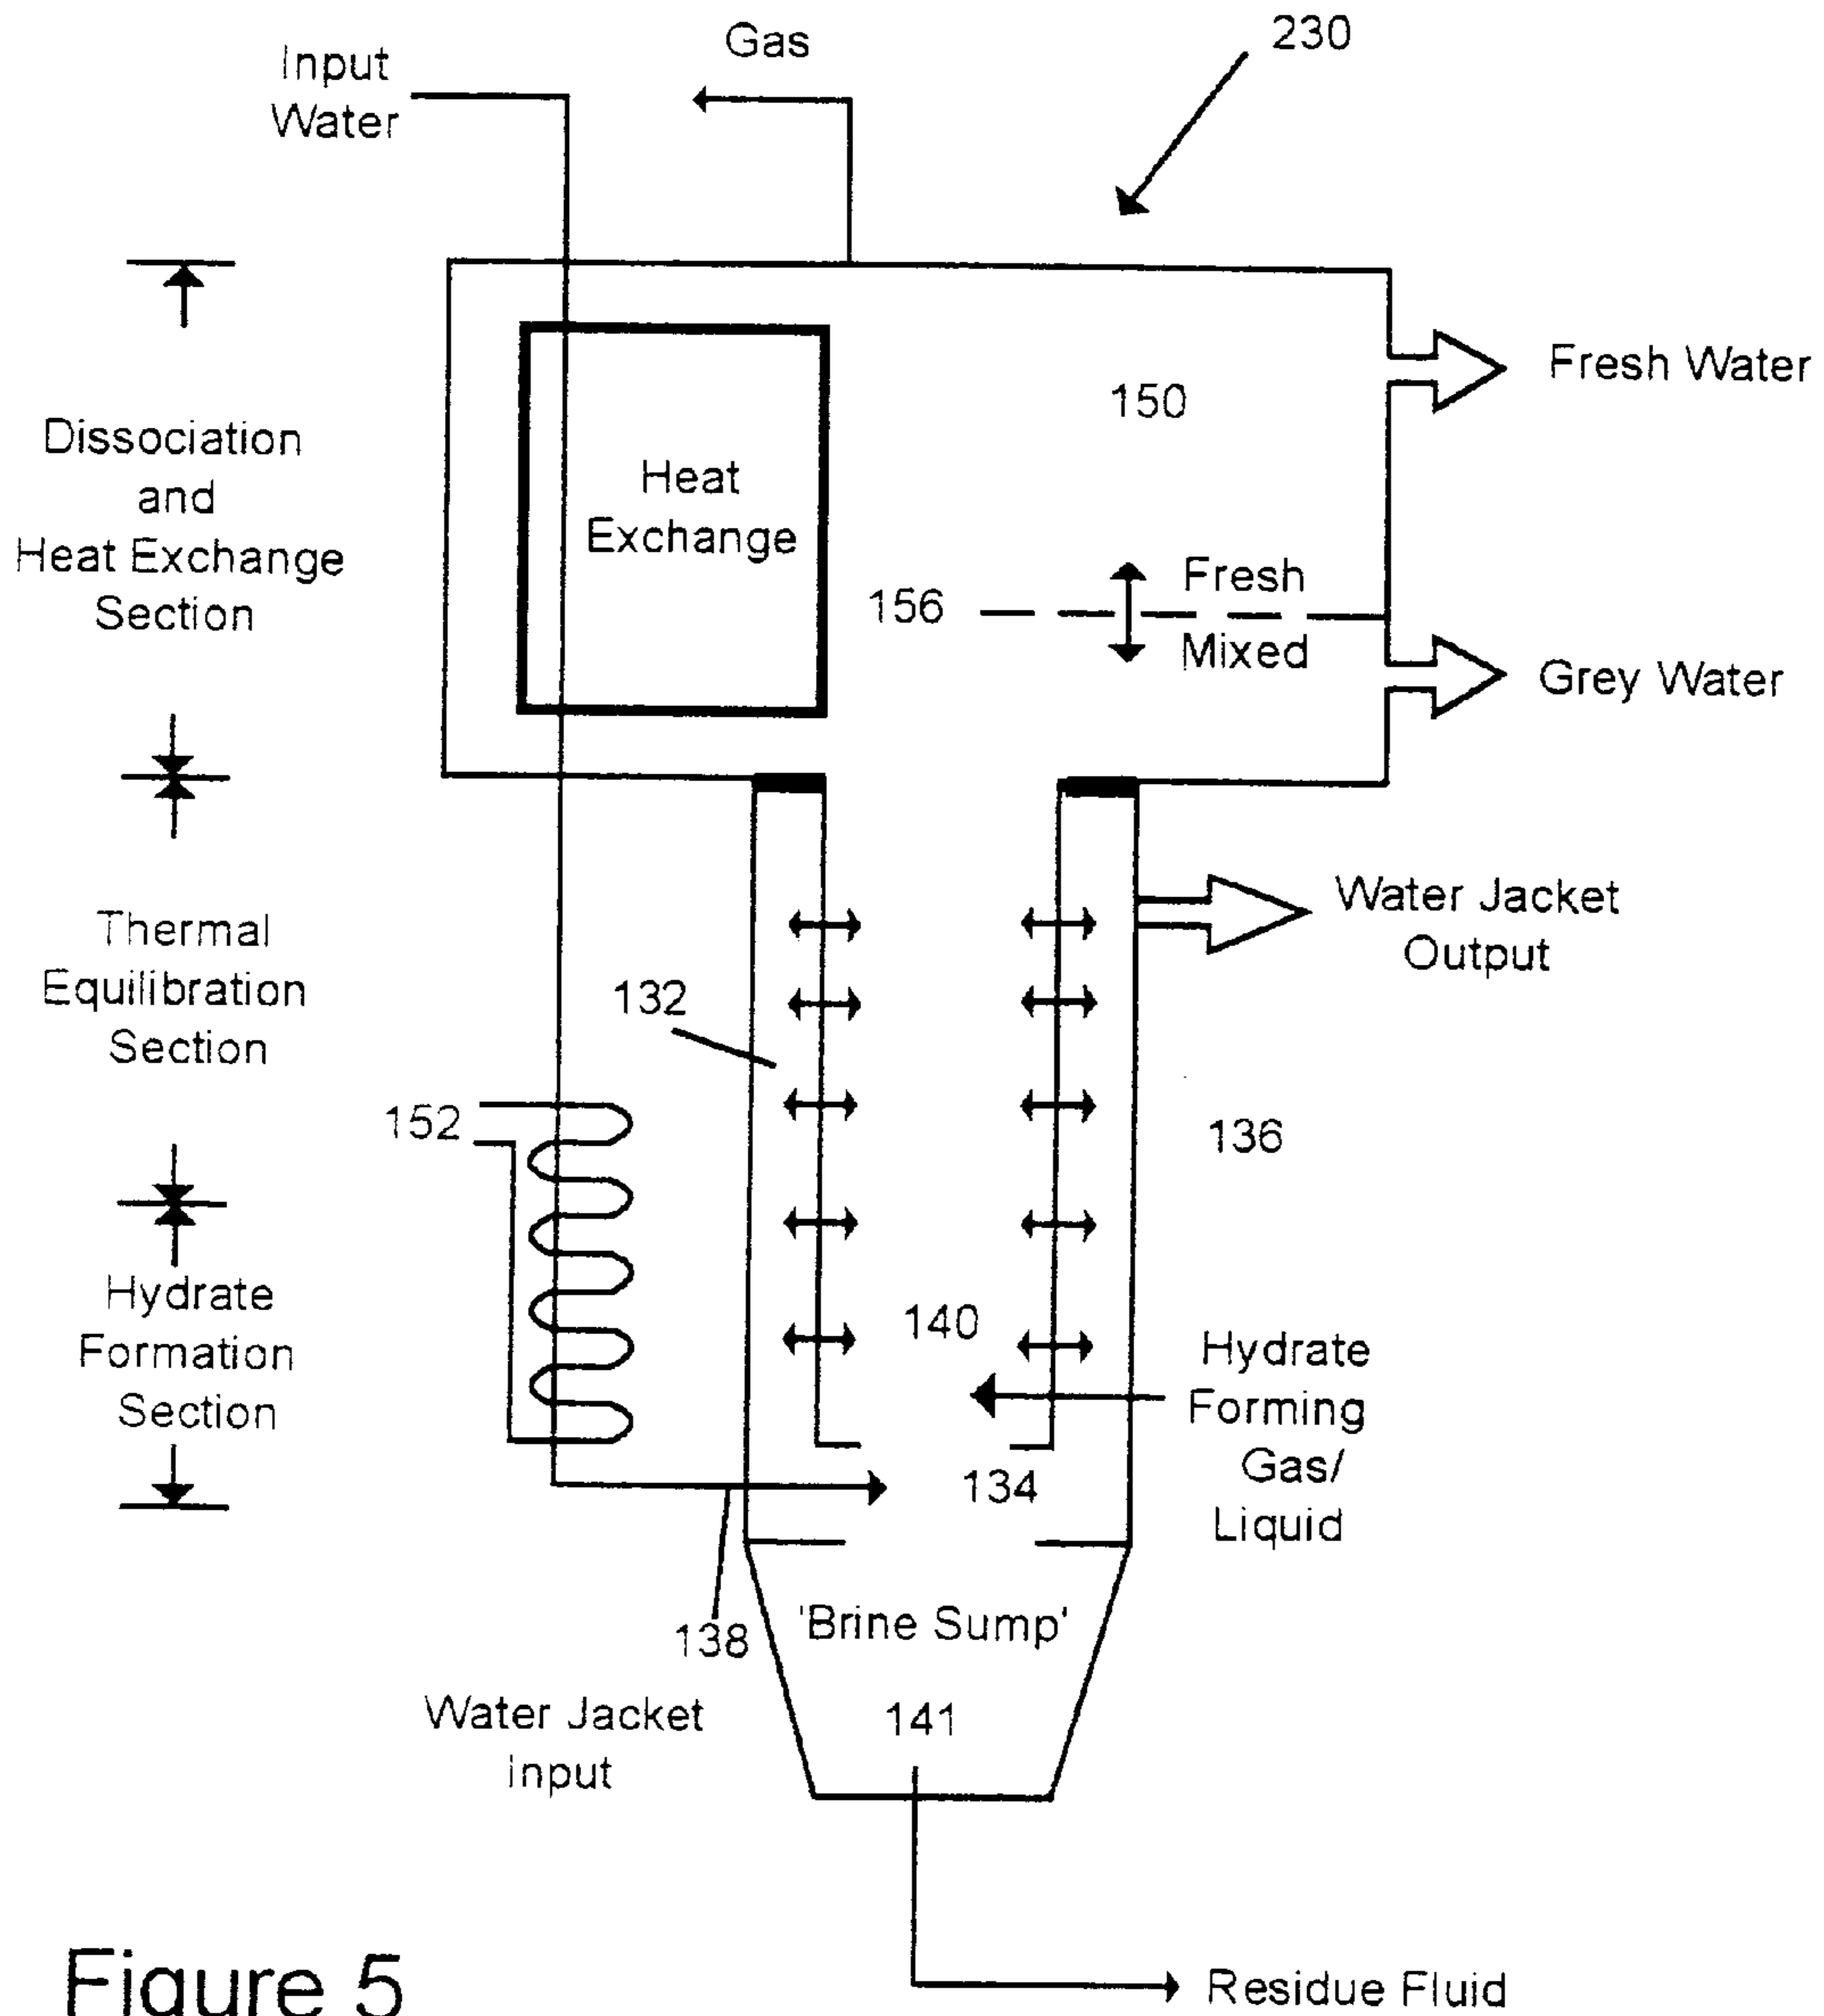 230
Gas
Input
Water
Fresh Water
150
Dissociation
and
Heat Exchange
Section
Heat
Exchange
156
Fresh
Mixed
Grey Water
Water Jacket
Output
Thermal
Equilibration
Section
132
152
136
Hydrate
Formation
Section
140
Hydrate
Forming
Gas/
Liquid
134
138
'Brine Sump'
Water Jacket
input
141
Residue Fluid
Figure 5